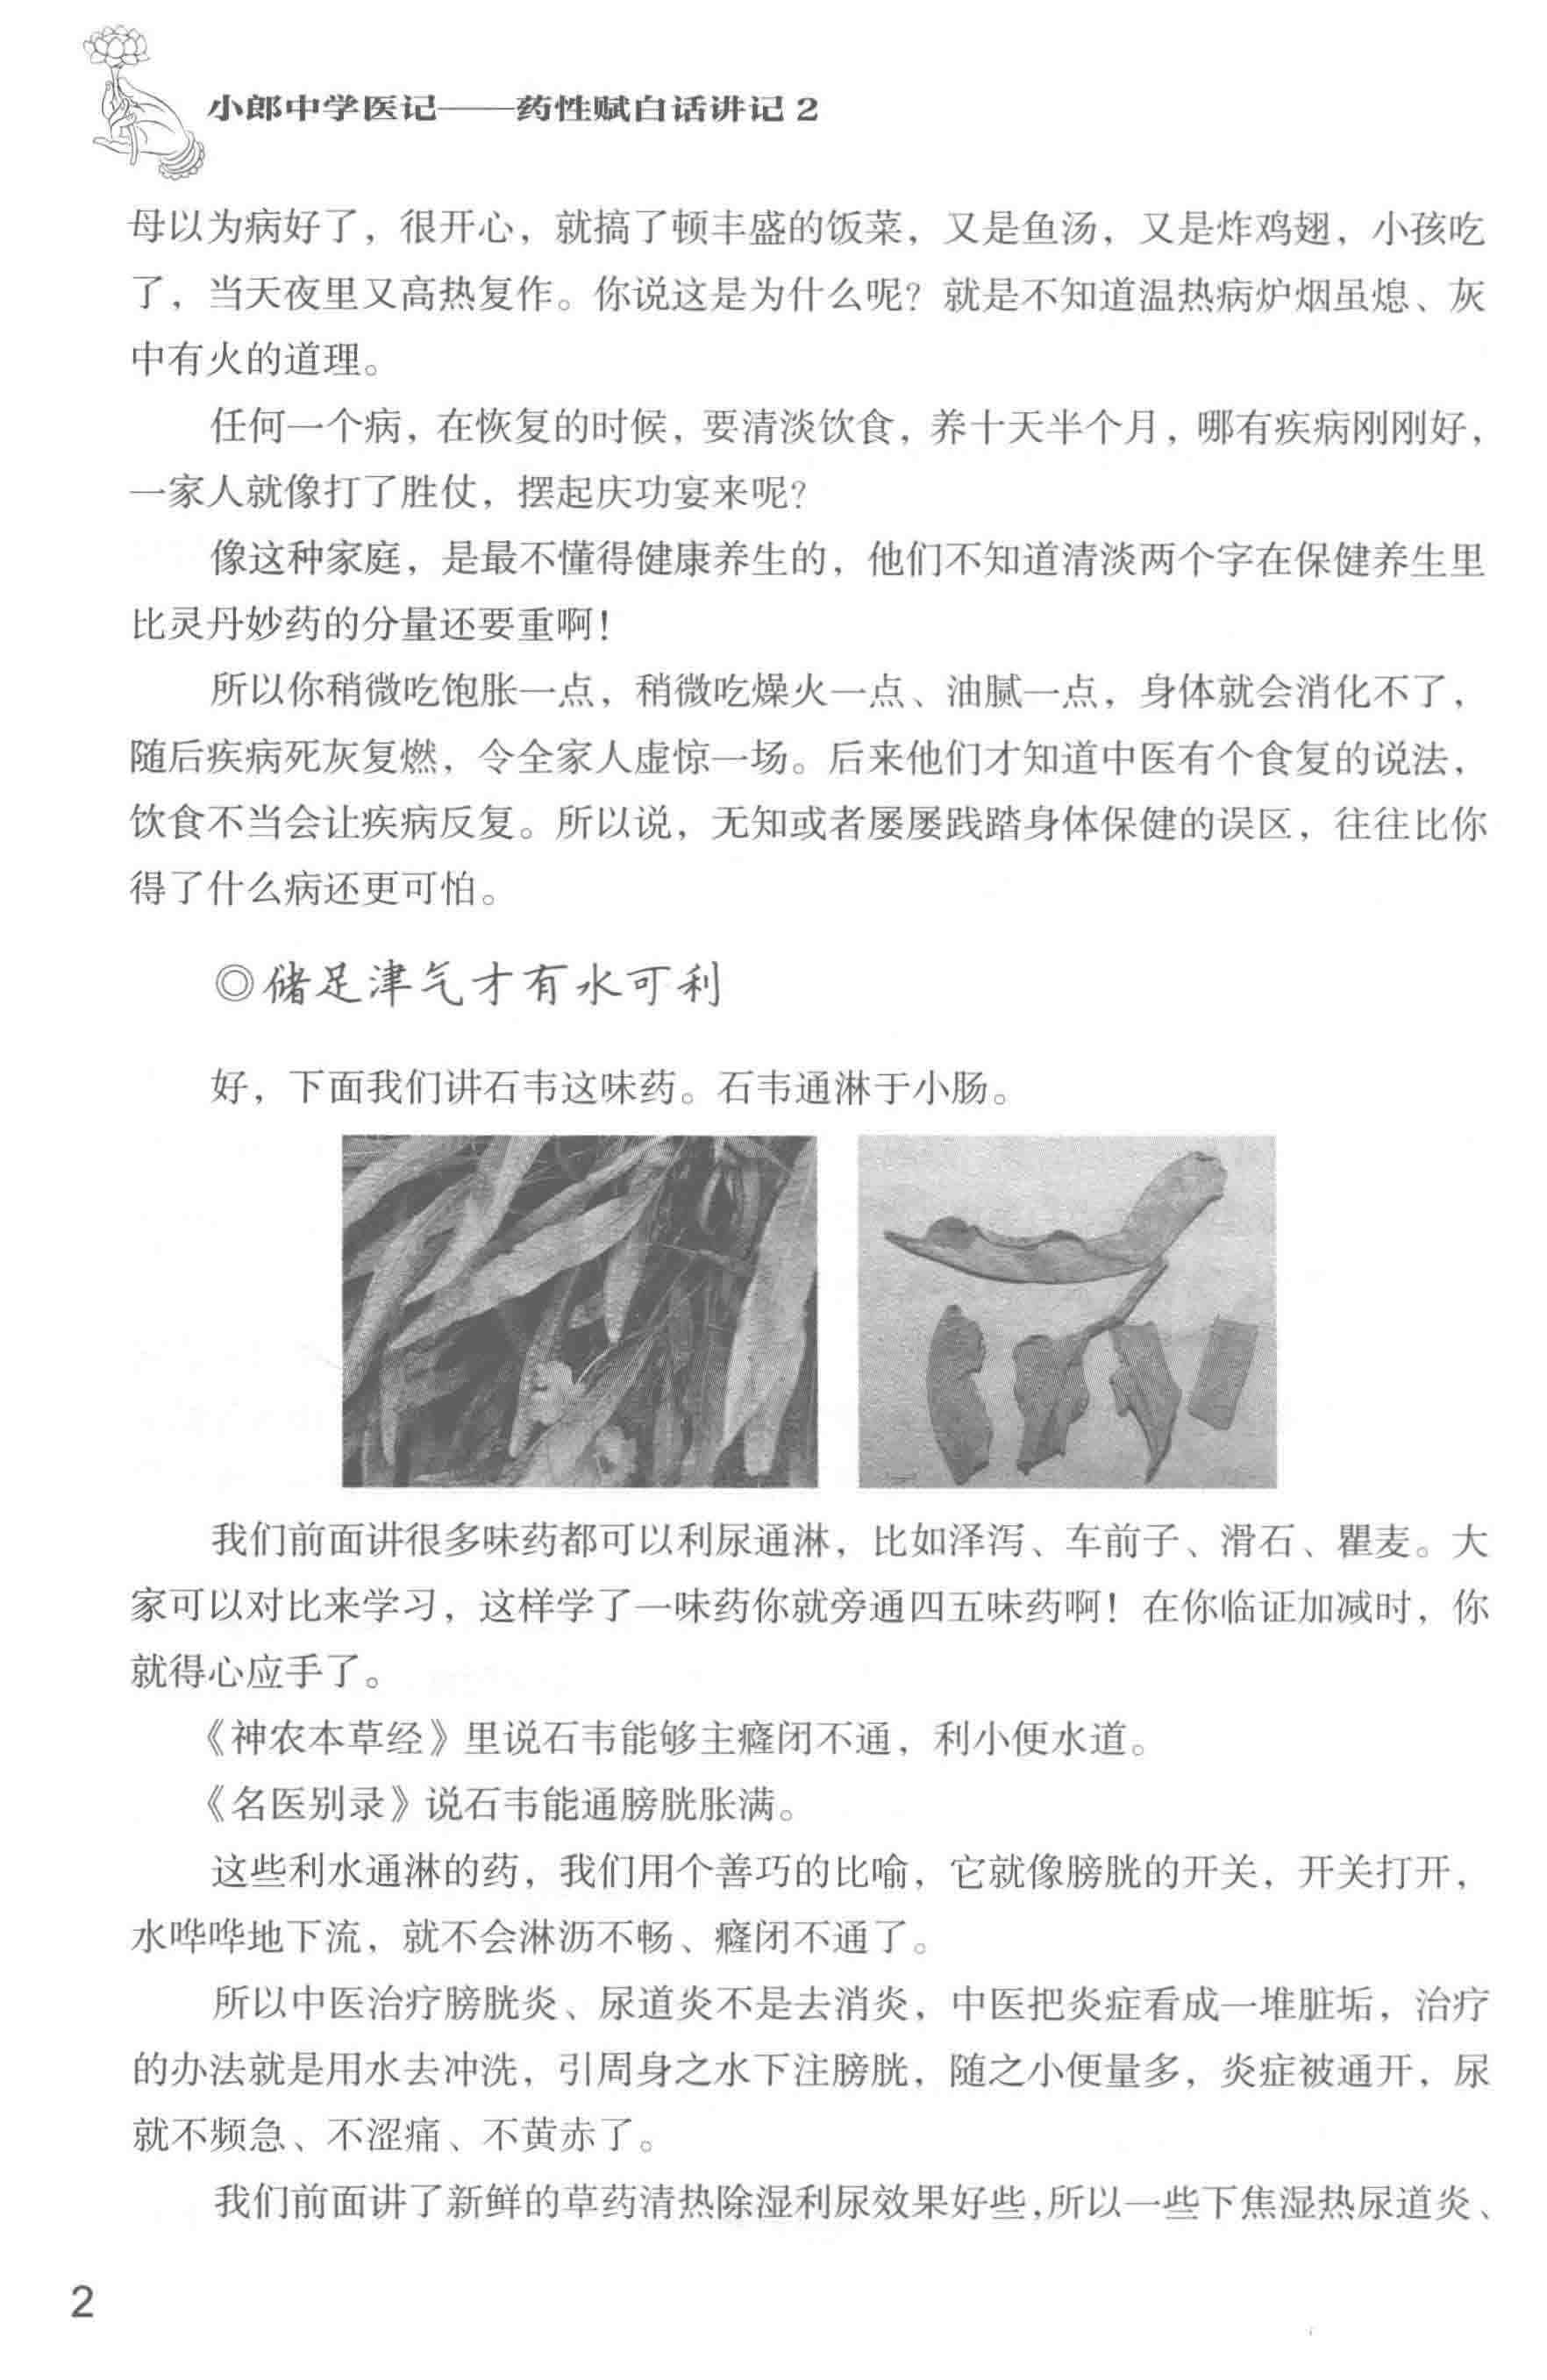 小郎中学医记——药性赋白话讲记2
母以为病好了，很开心，就搞了顿丰盛的饭菜，又是鱼汤，又是炸鸡翅，小孩吃
了，当天夜里又高热复作。你说这是为什么呢？就是不知道温热病炉烟虽熄、灰
中有火的道理。
任何一个病，在恢复的时候，要清淡饮食，养十天半个月，哪有疾病刚刚好，
一家人就像打了胜仗，摆起庆功宴来呢？
像这种家庭，是最不懂得健康养生的，他们不知道清淡两个字在保健养生里
比灵丹妙药的分量还要重啊！
所以你稍微吃饱胀一点，稍微吃燥火一点、油腻一点，身体就会消化不了，
随后疾病死灰复燃，令全家人虚惊一场。后来他们才知道中医有个食复的说法，
饮食不当会让疾病反复。所以说，无知或者屡屡践踏身体保健的误区，往往比你
得了什么病还更可怕。
◎储足津气才有水可利
好，下面我们讲石韦这味药。石韦通淋于小肠。
我们前面讲很多味药都可以利尿通淋，比如泽泻、车前子、滑石、瞿麦。大
家可以对比来学习，这样学了一味药你就旁通四五味药啊！在你临证加减时，你
就得心应手了。
《神农本草经》里说石韦能够主癃闭不通，利小便水道。
《名医别录》说石韦能通膀胱胀满。
这些利水通淋的药，我们用个善巧的比喻，它就像膀胱的开关，开关打开，
水哗哗地下流，就不会淋沥不畅、癃闭不通了。
所以中医治疗膀胱炎、尿道炎不是去消炎，中医把炎症看成一堆脏垢，治疗
的办法就是用水去冲洗，引周身之水下注膀胱，随之小便量多，炎症被通开，尿
就不频急、不涩痛、不黄赤了。
我们前面讲了新鲜的草药清热除湿利尿效果好些，所以一些下焦湿热尿道炎、
2